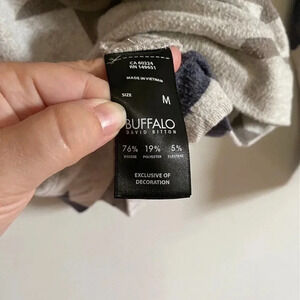 CA 60224
RN 149651
MADE IN VIETNAM
SIZE
M
BUFFALO
DAVID BITTON
76% 19% 5%
VISCOSE POLYESTER ELASTANE
EXCLUSIVE OF
DECORATION